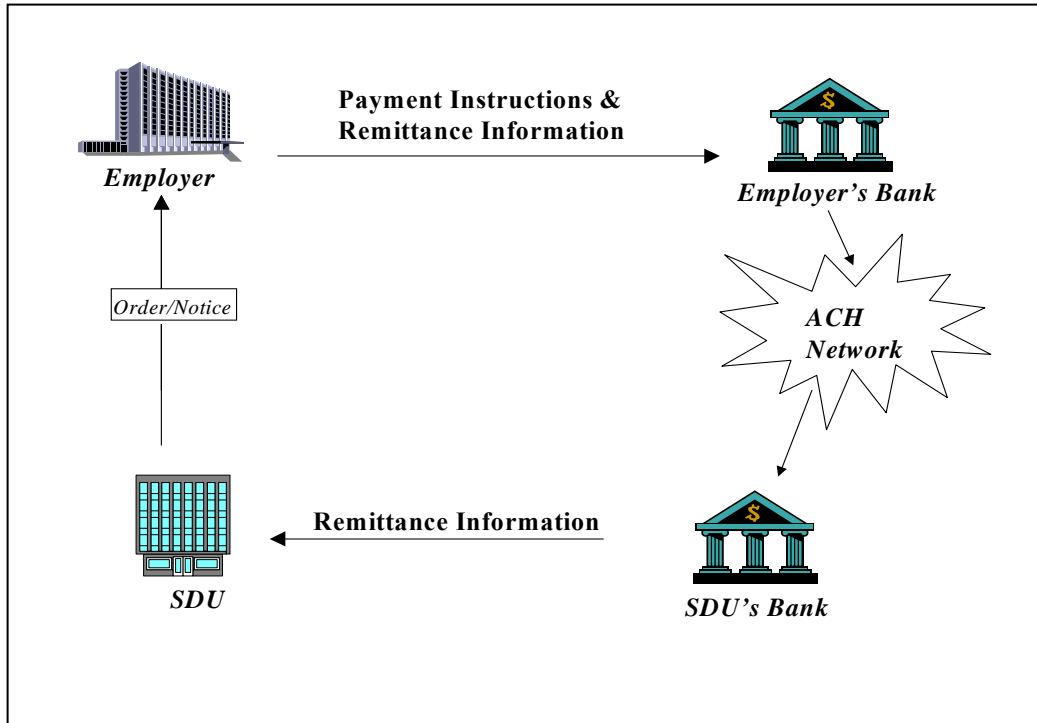 Payment Instructions &
Remittance Information
$
Employer
Employer's Bank
Order/Notice
ACH
Network
$
Remittance Information
SDU
SDU's Bank